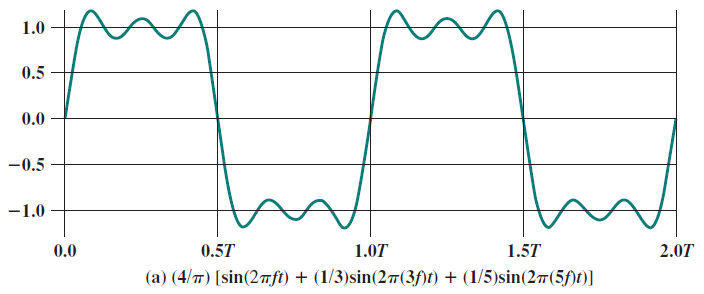 1.0
0.5
0.0
−0.5
−1.0
0.0 0.5T 1.0T 1.5T 2.0T
(a) (4/π) [sin(2πft) + (1/3)sin(2π(3f)t) + (1/5)sin(2π(5f)t)]